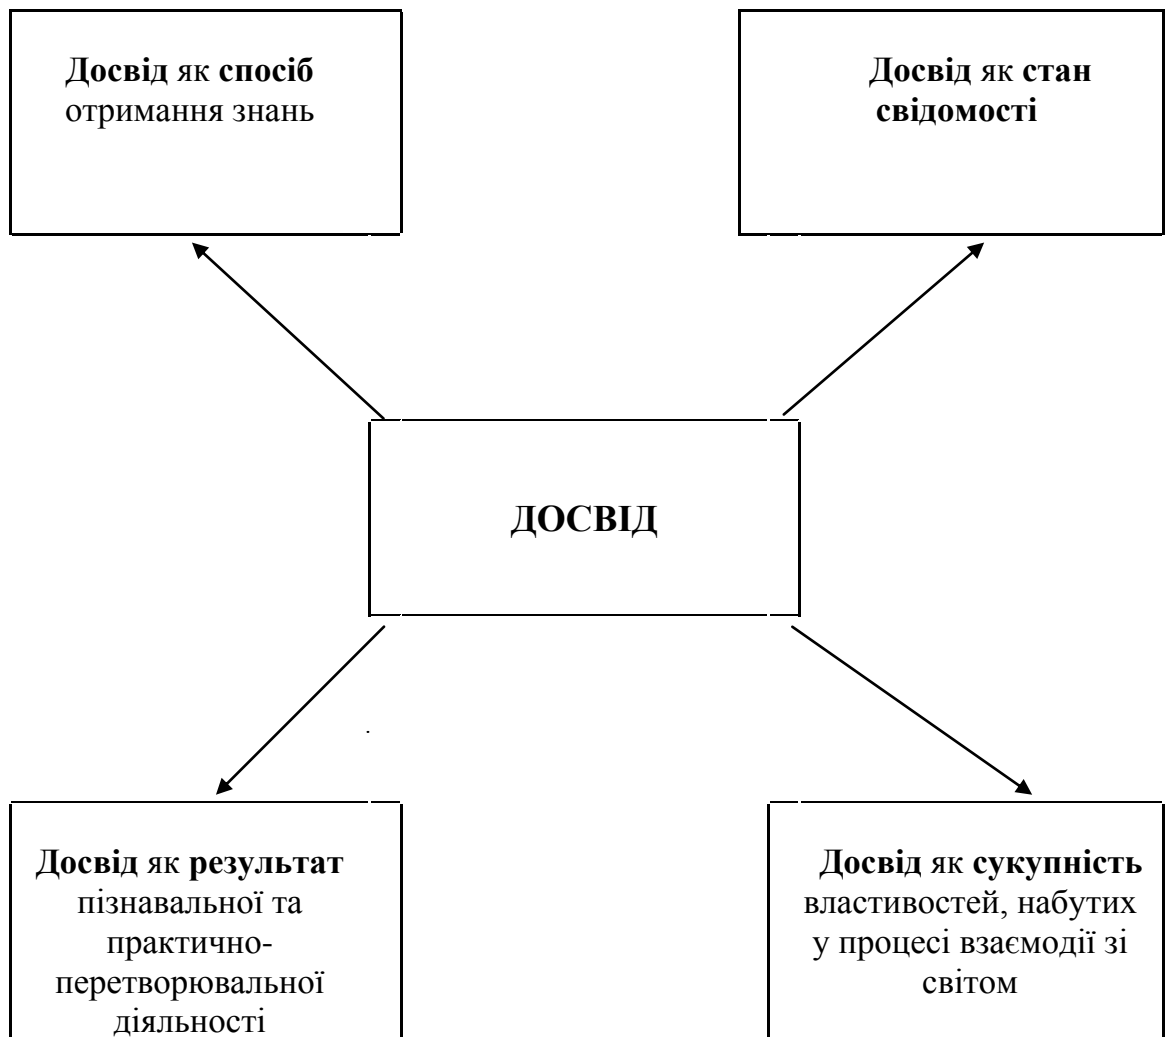 Досвід як спосіб
отримання знань
Досвід як стан
свідомості
ДОСВІД
Досвід як результат
пізнавальної та
практично-
перетворювальної
діяльності
Досвід як сукупність
властивостей, набутих
у процесі взаємодії зі
світом